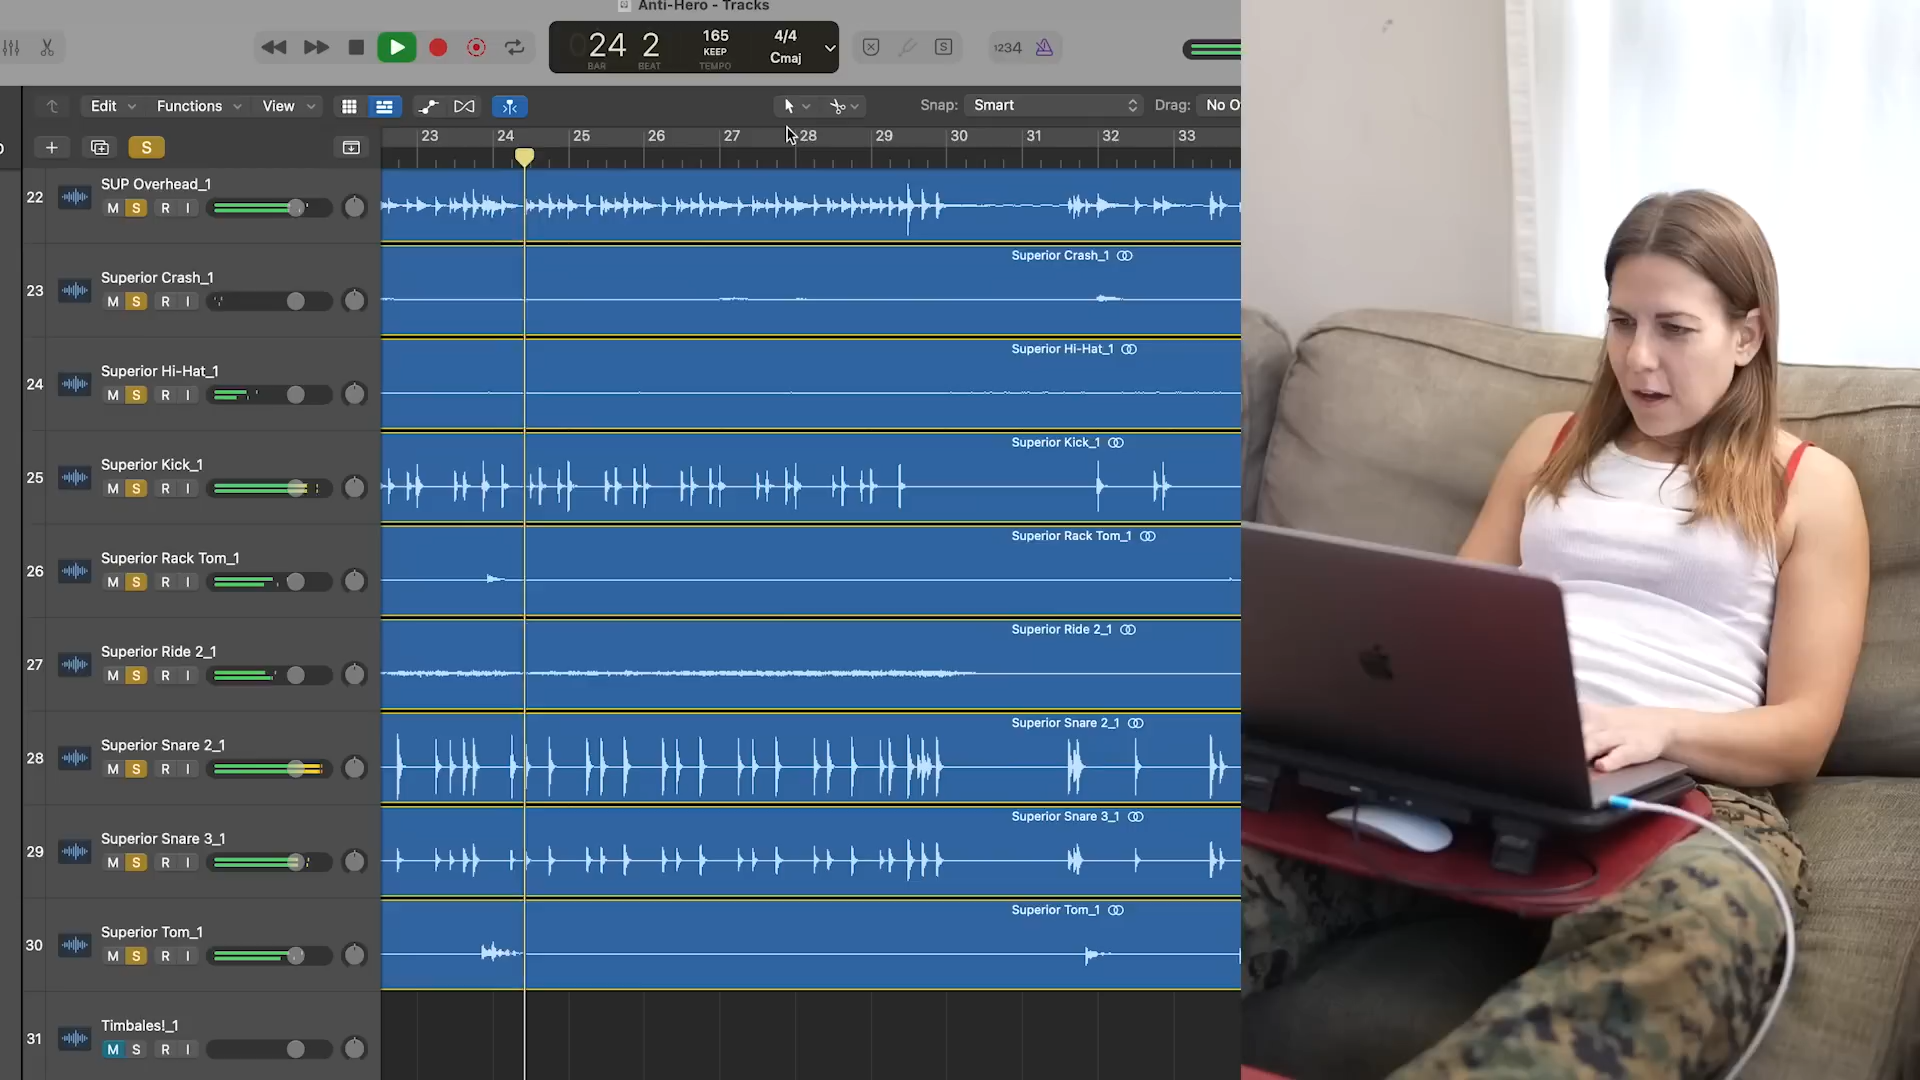 Anti-Hero - Tracks
24 2
BAR BEAT
165
KEEP
TEMPO
4/4
Cmaj
S
1234
Edit Functions View
Snap: Smart Drag: No O
S
23 24 25 26 27 28 29 30 31 32 33
22 SUP Overhead_1
M S R I
23 Superior Crash_1
M S R I
Superior Crash_1
24 Superior Hi-Hat_1
M S R I
Superior Hi-Hat_1
25 Superior Kick_1
M S R I
Superior Kick_1
26 Superior Rack Tom_1
M S R I
Superior Rack Tom_1
27 Superior Ride 2_1
M S R I
Superior Ride 2_1
28 Superior Snare 2_1
M S R I
Superior Snare 2_1
29 Superior Snare 3_1
M S R I
Superior Snare 3_1
30 Superior Tom_1
M S R I
Superior Tom_1
31 Timbales!_1
M S R I